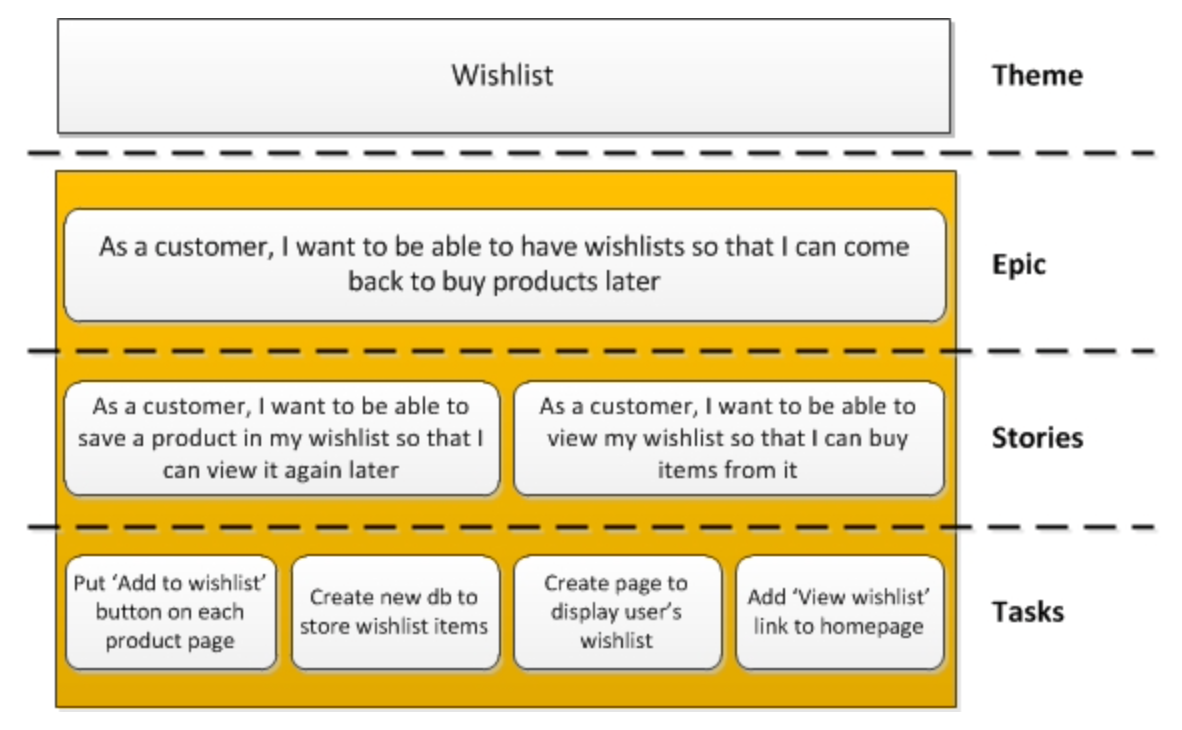 Wishlist
Theme
As a customer, I want to be able to have wishlists so that I can come
back to buy products later
Epic
As a customer, I want to be able to
save a product in my wishlist so that I
can view it again later
As a customer, I want to be able to
view my wishlist so that I can buy
items from it
Stories
Put ‘Add to wishlist’
button on each
product page
Create new db to
store wishlist items
Create page to
display user’s
wishlist
Add ‘View wishlist’
link to homepage
Tasks